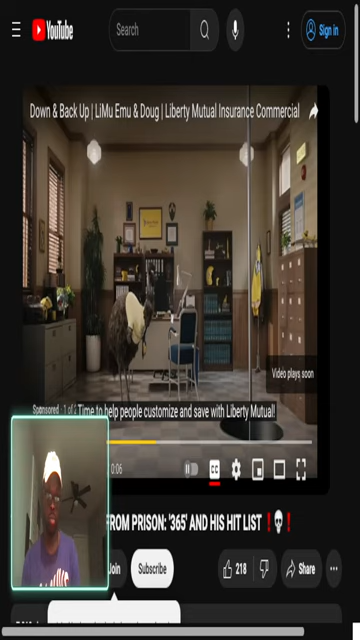 YouTube
Search
Sign in
Down & Back Up | LiMu Emu & Doug | Liberty Mutual Insurance Commercial
Video plays soon
Sponsored · 1 of 2
Time to help people customize and save with Liberty Mutual!
0:06
CC
FROM PRISON: '365' AND HIS HIT LIST ❗💀❗
Join
Subscribe
218
Share